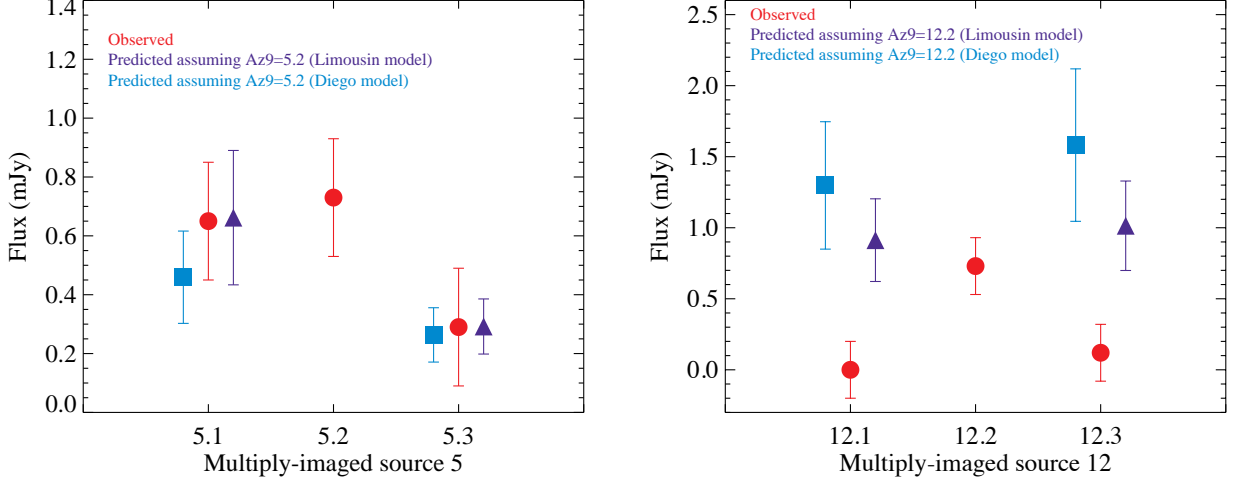 1.4
1.2
1.0
0.8
0.6
0.4
0.2
0.0
Flux (mJy)
Observed
Predicted assuming Az9=5.2 (Limousin model)
Predicted assuming Az9=5.2 (Diego model)
5.1 5.2 5.3
Multiply-imaged source 5
2.5
2.0
1.5
1.0
0.5
0.0
Flux (mJy)
Observed
Predicted assuming Az9=12.2 (Limousin model)
Predicted assuming Az9=12.2 (Diego model)
12.1 12.2 12.3
Multiply-imaged source 12